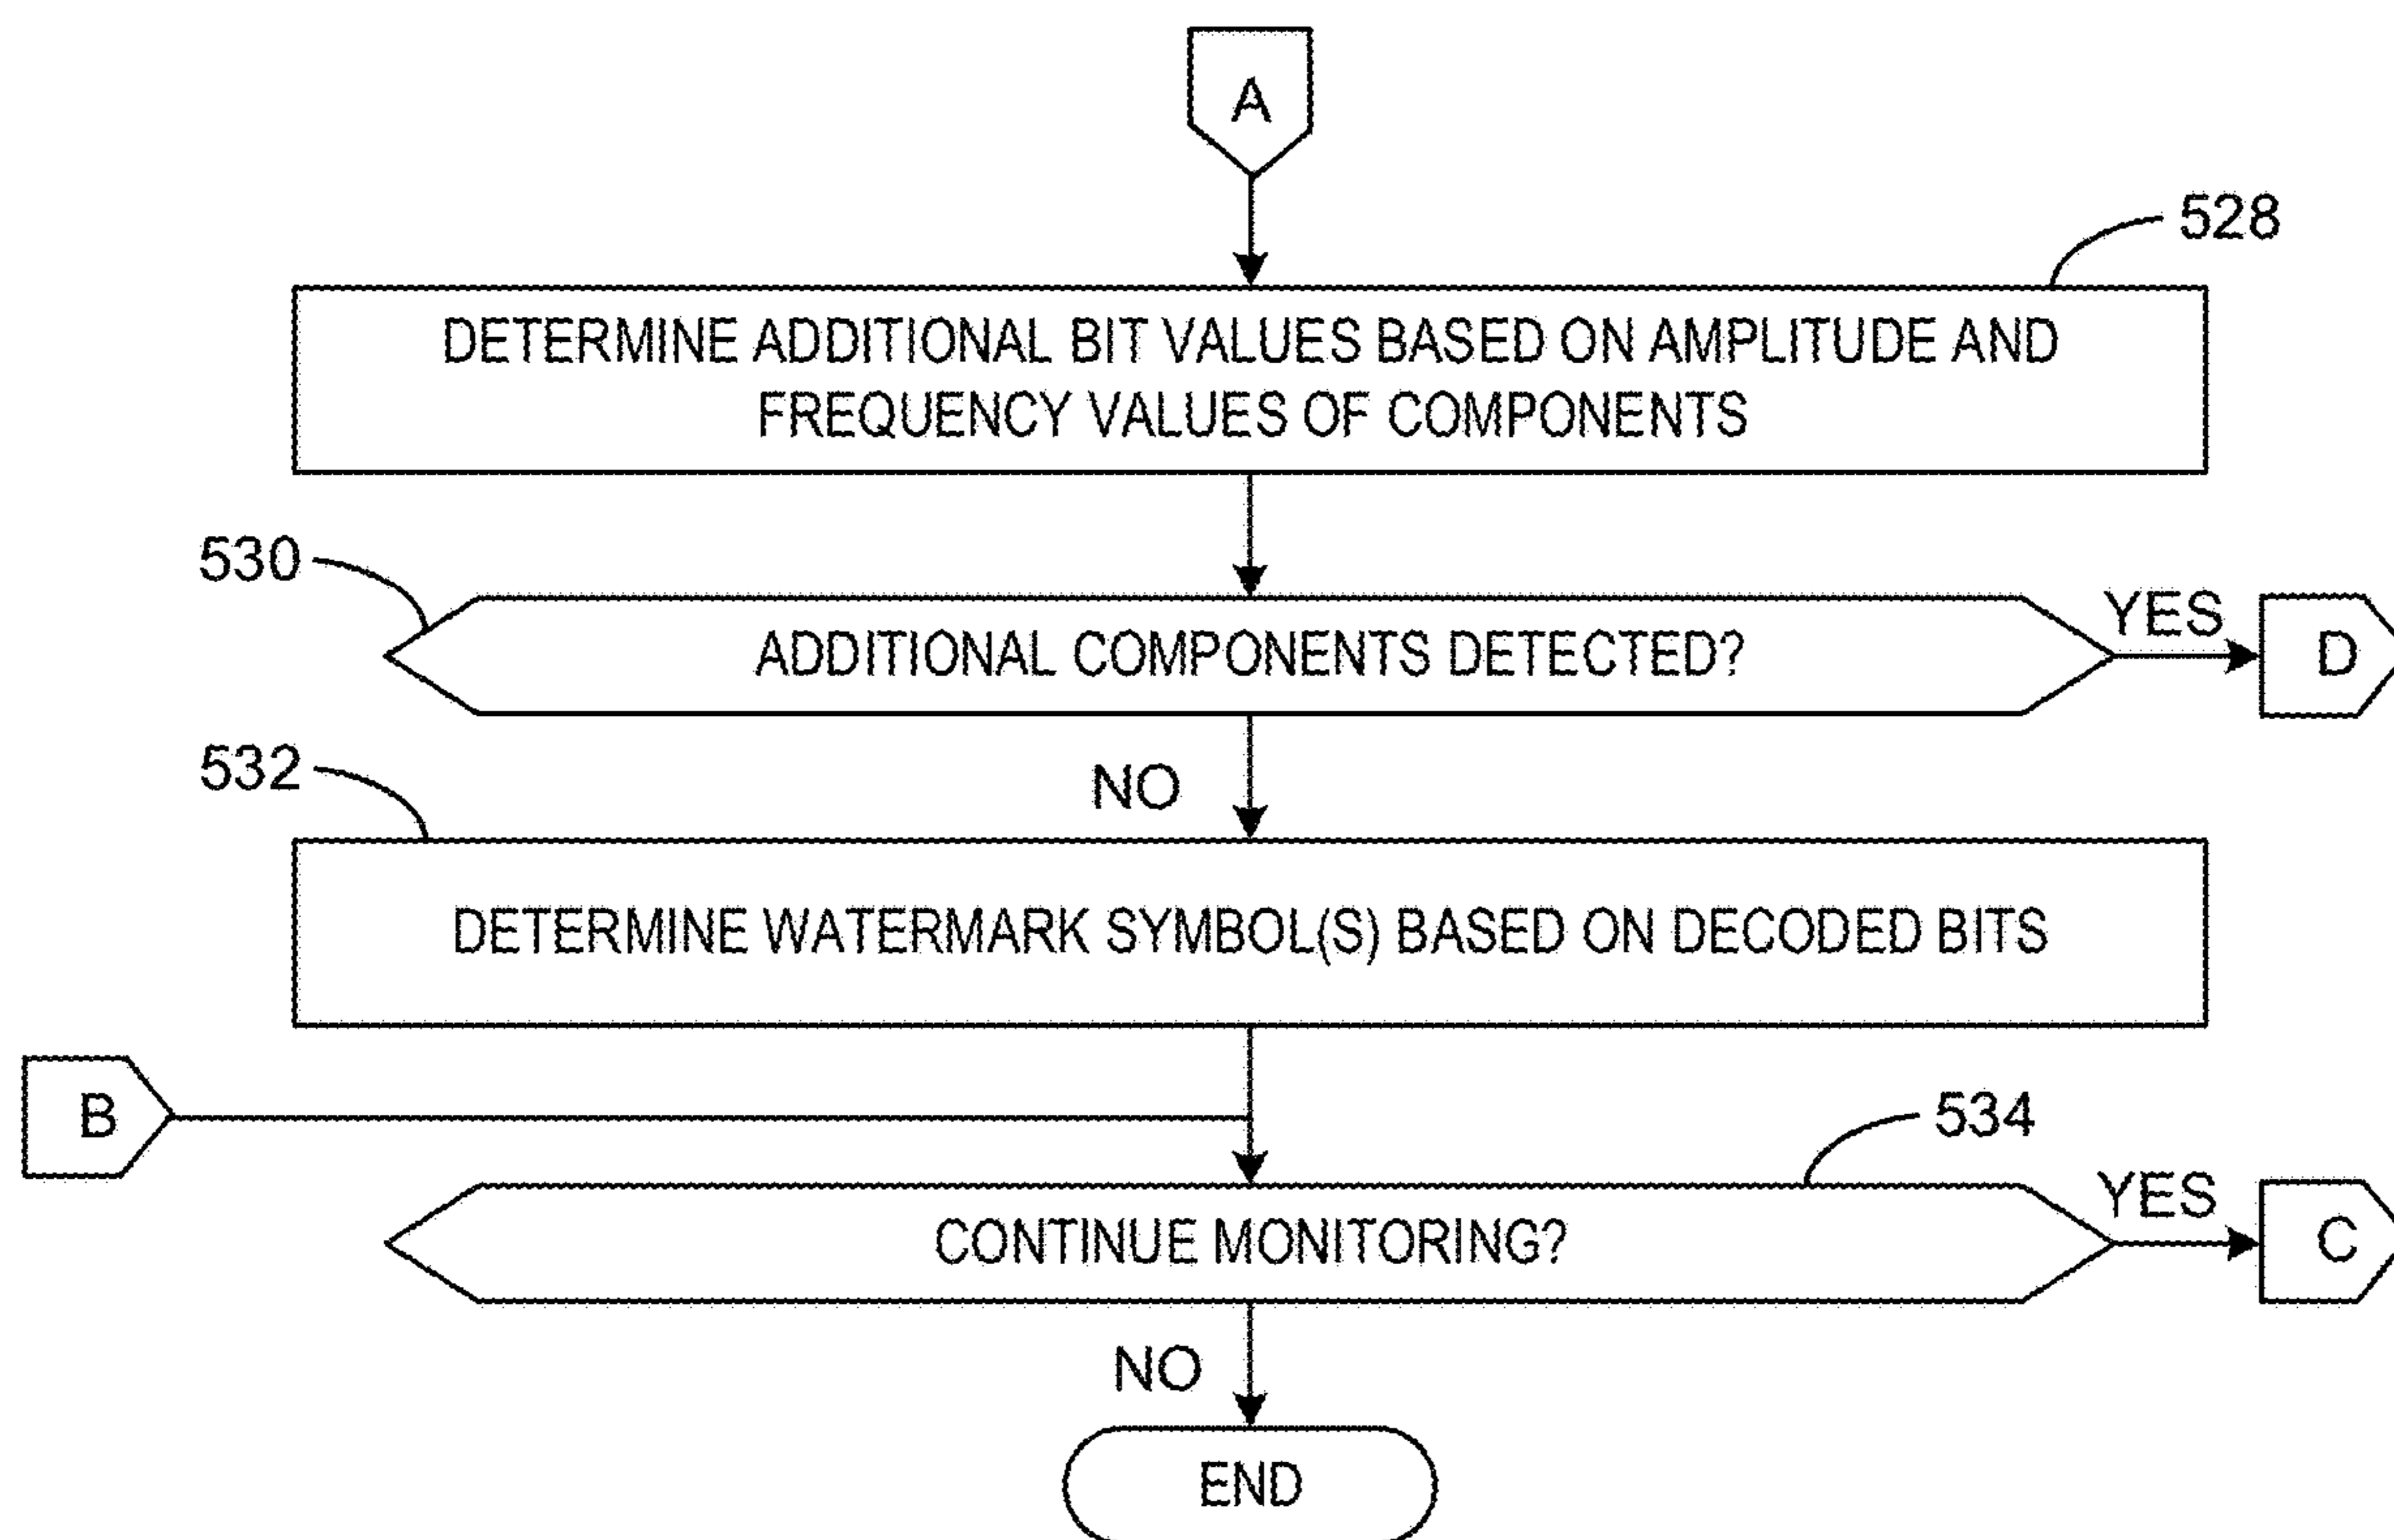 A
528
DETERMINE ADDITIONAL BIT VALUES BASED ON AMPLITUDE AND
FREQUENCY VALUES OF COMPONENTS
530
ADDITIONAL COMPONENTS DETECTED?
YES
D
532
NO
DETERMINE WATERMARK SYMBOL(S) BASED ON DECODED BITS
B
534
CONTINUE MONITORING?
YES
C
NO
END